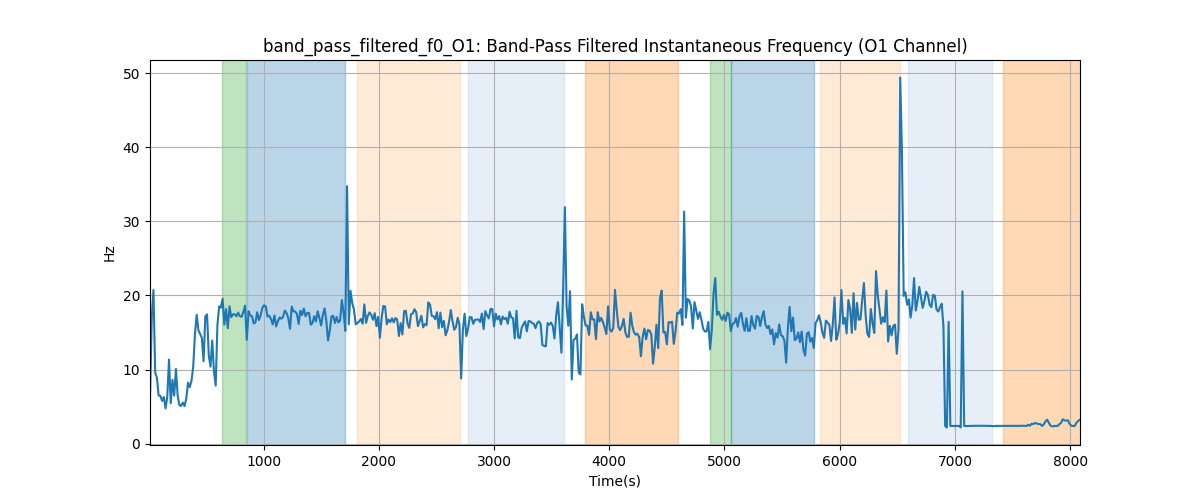 band_pass_filtered_f0_O1: Band-Pass Filtered Instantaneous Frequency (O1 Channel)
50
40
30
20
10
0
Hz
1000 2000 3000 4000 5000 6000 7000 8000
Time(s)